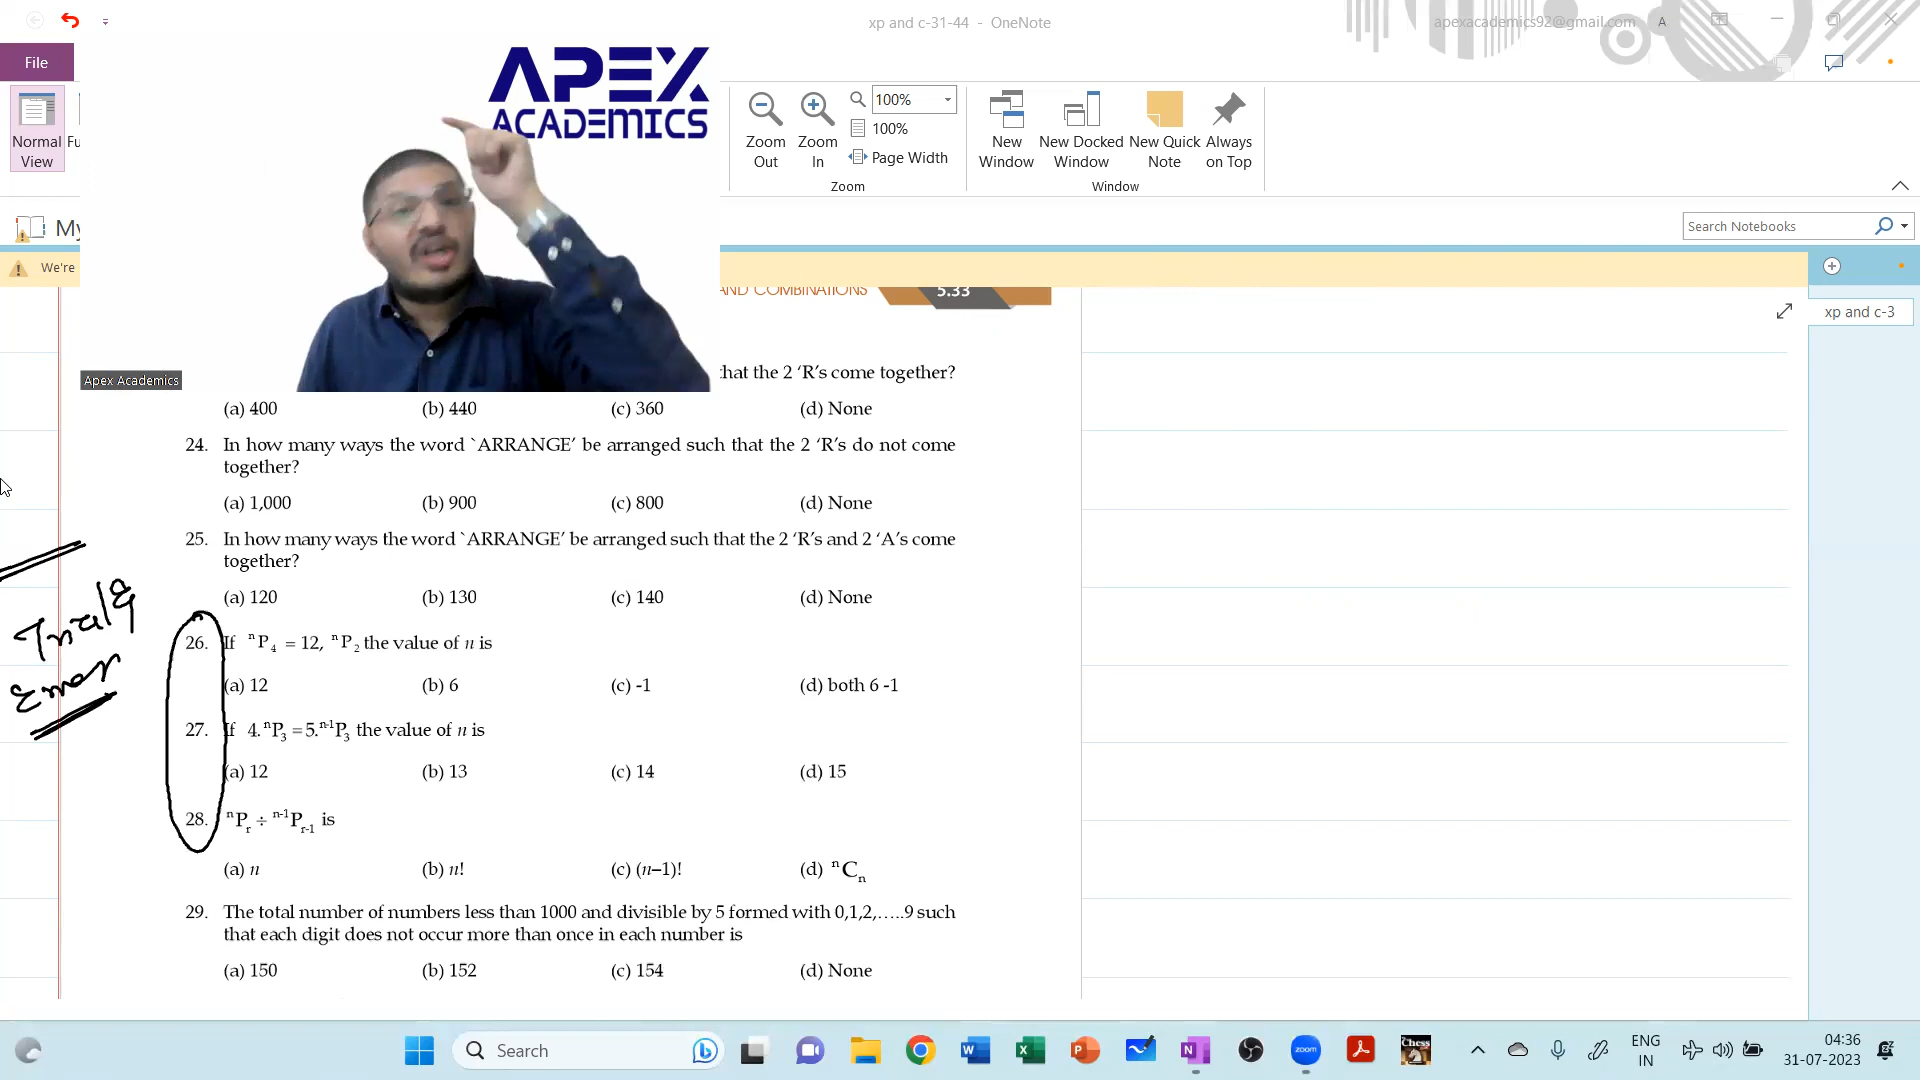 xp and c-31-44 - OneNote
apexacademics92@gmail.com A
File
APEX
ACADEMICS
100%
100%
Page Width
Normal
View
Zoom
Out
Zoom
In
Zoom
New
Window
New Docked
Window
New Quick
Note
Always
on Top
Window
My
Search Notebooks
We're
AND COMBINATIONS 5.33
xp and c-3
Apex Academics
that the 2 ‘R’s come together?
(a) 400 (b) 440 (c) 360 (d) None
24. In how many ways the word `ARRANGE’ be arranged such that the 2 ‘R’s do not come
together?
(a) 1,000 (b) 900 (c) 800 (d) None
25. In how many ways the word `ARRANGE’ be arranged such that the 2 ‘R’s and 2 ‘A’s come
together?
(a) 120 (b) 130 (c) 140 (d) None
Trial &
Error
26. If ⁿP₄ = 12, ⁿP₂ the value of n is
(a) 12 (b) 6 (c) -1 (d) both 6 -1
27. If 4.ⁿP₃ = 5.ⁿ⁻¹P₃ the value of n is
(a) 12 (b) 13 (c) 14 (d) 15
28. ⁿPᵣ ÷ ⁿ⁻¹Pᵣ₋₁ is
(a) n (b) n! (c) (n–1)! (d) ⁿCₙ
29. The total number of numbers less than 1000 and divisible by 5 formed with 0,1,2,…..9 such
that each digit does not occur more than once in each number is
(a) 150 (b) 152 (c) 154 (d) None
Search
zoom
Chess
ENG
IN
04:36
31-07-2023